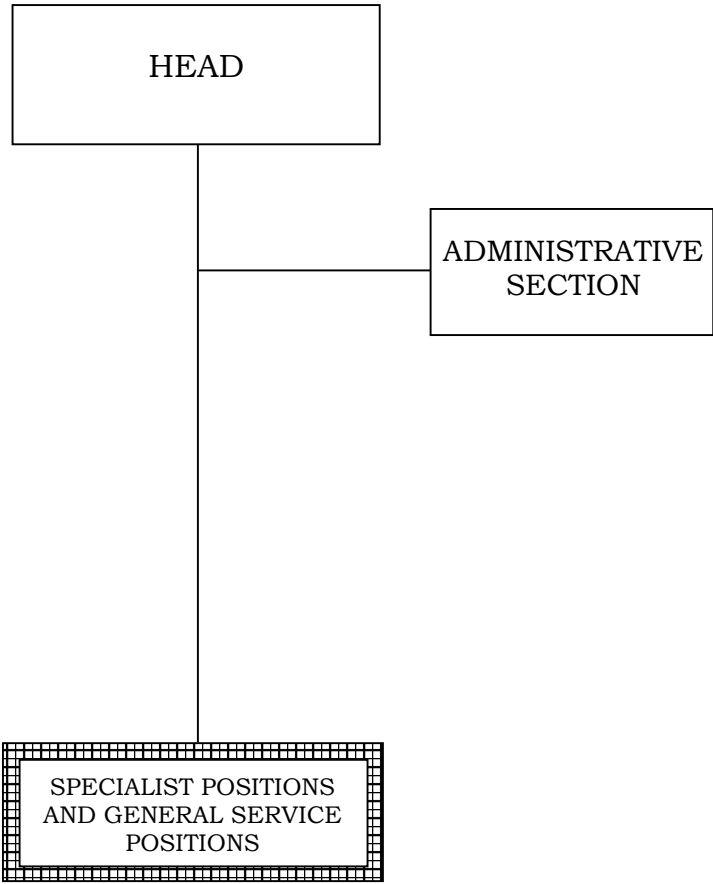 HEAD
ADMINISTRATIVE
SECTION
SPECIALIST POSITIONS
AND GENERAL SERVICE
POSITIONS